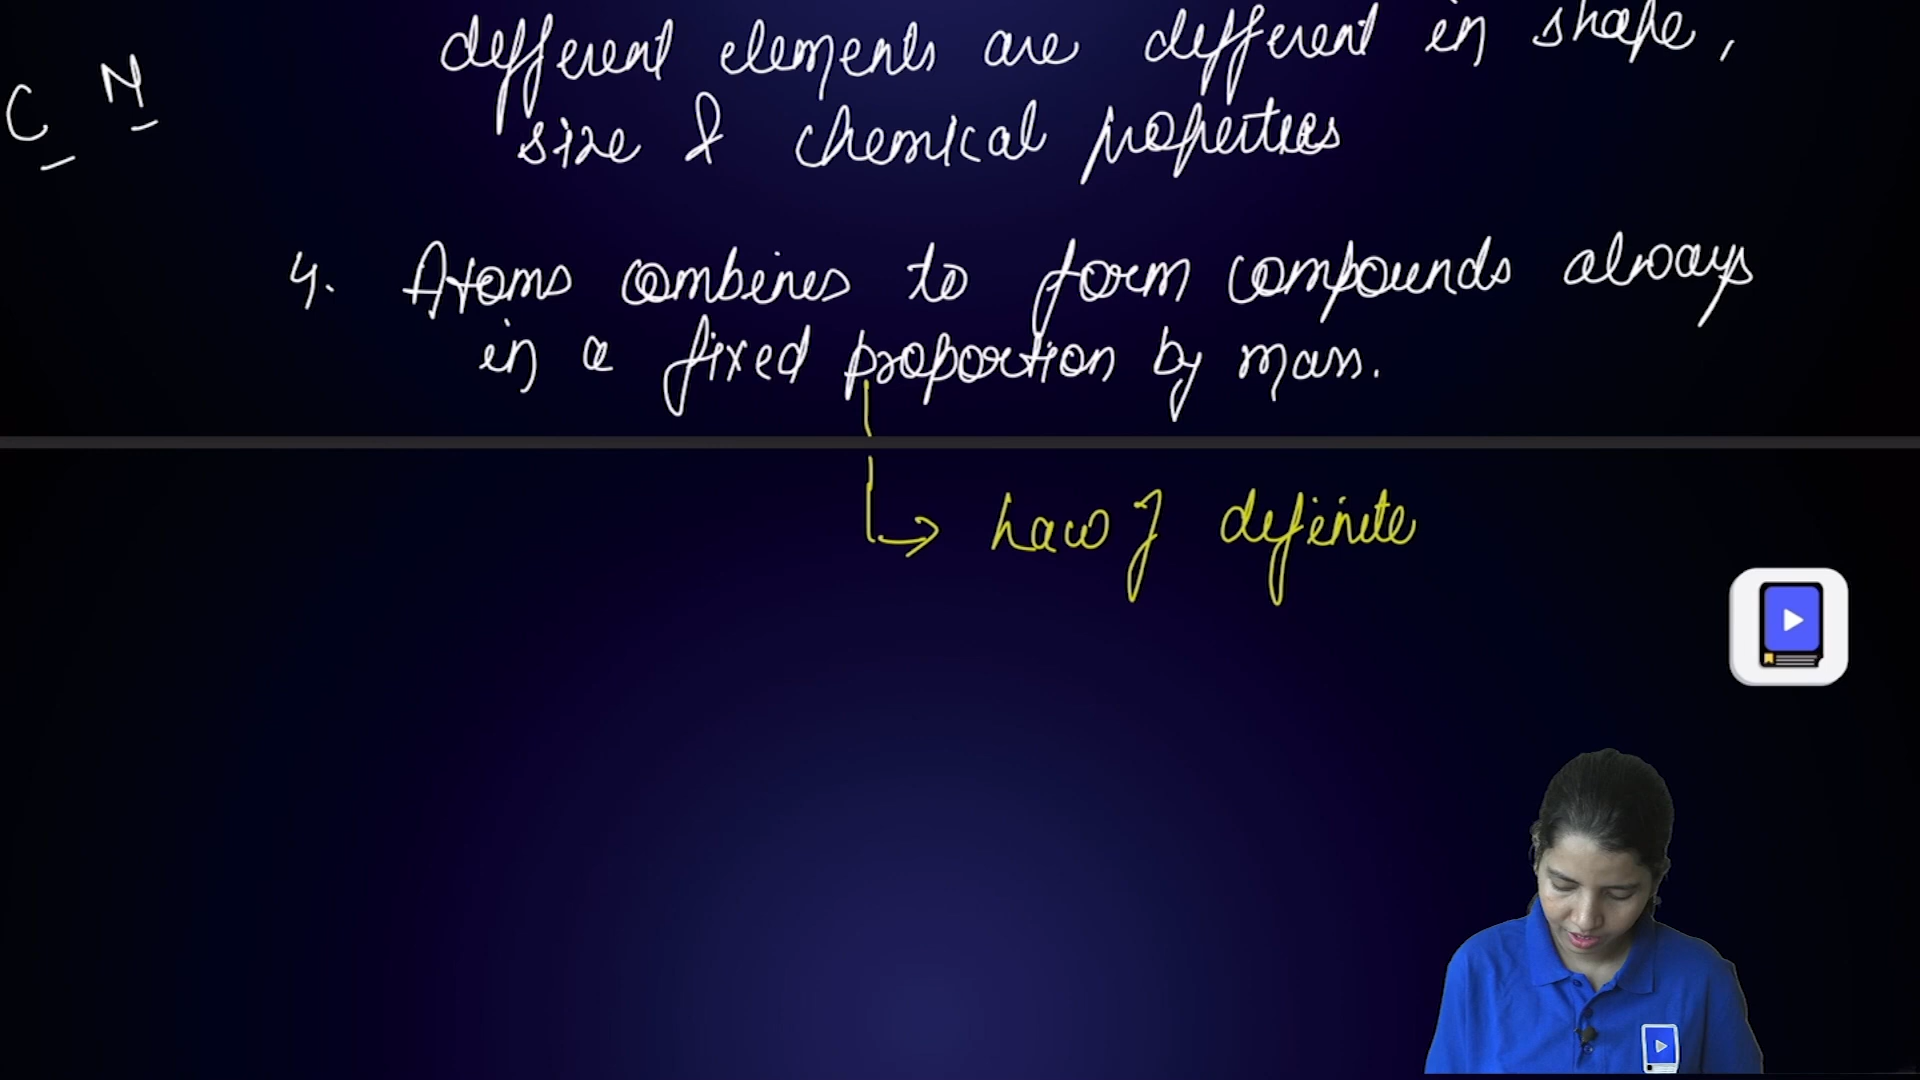 different elements are different in shape,
C N
size & chemical properties
4. Atoms combines to form compounds always
in a fixed proportion by mass.
Law of definite